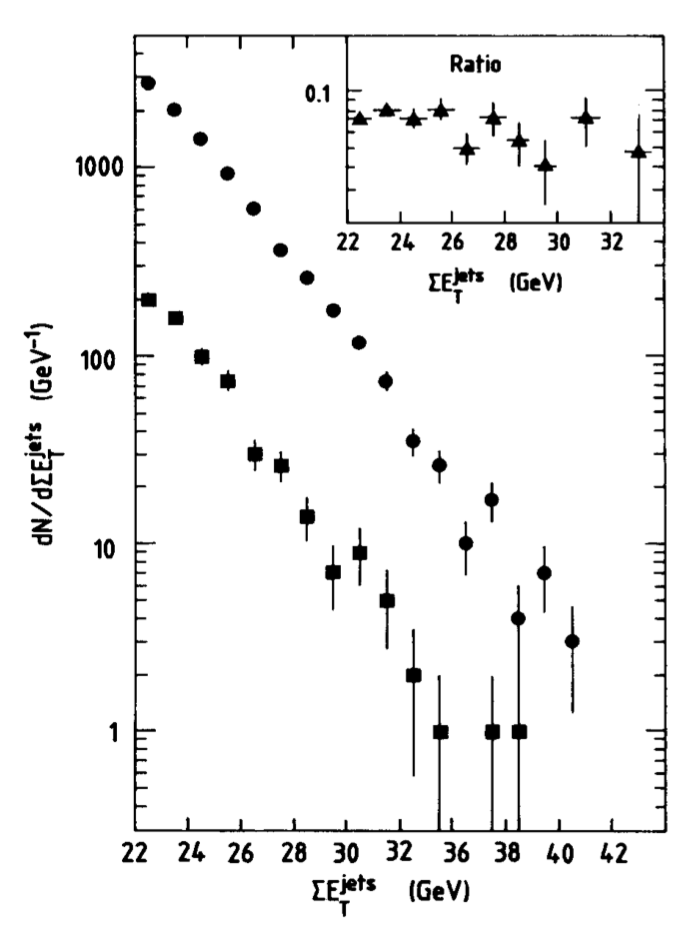 Ratio
0.1
22 24 26 28 30 32
ΣE_T^jets (GeV)
1000
100
10
1
dN/dΣE_T^jets (GeV⁻¹)
22 24 26 28 30 32 36 38 40 42
ΣE_T^jets (GeV)